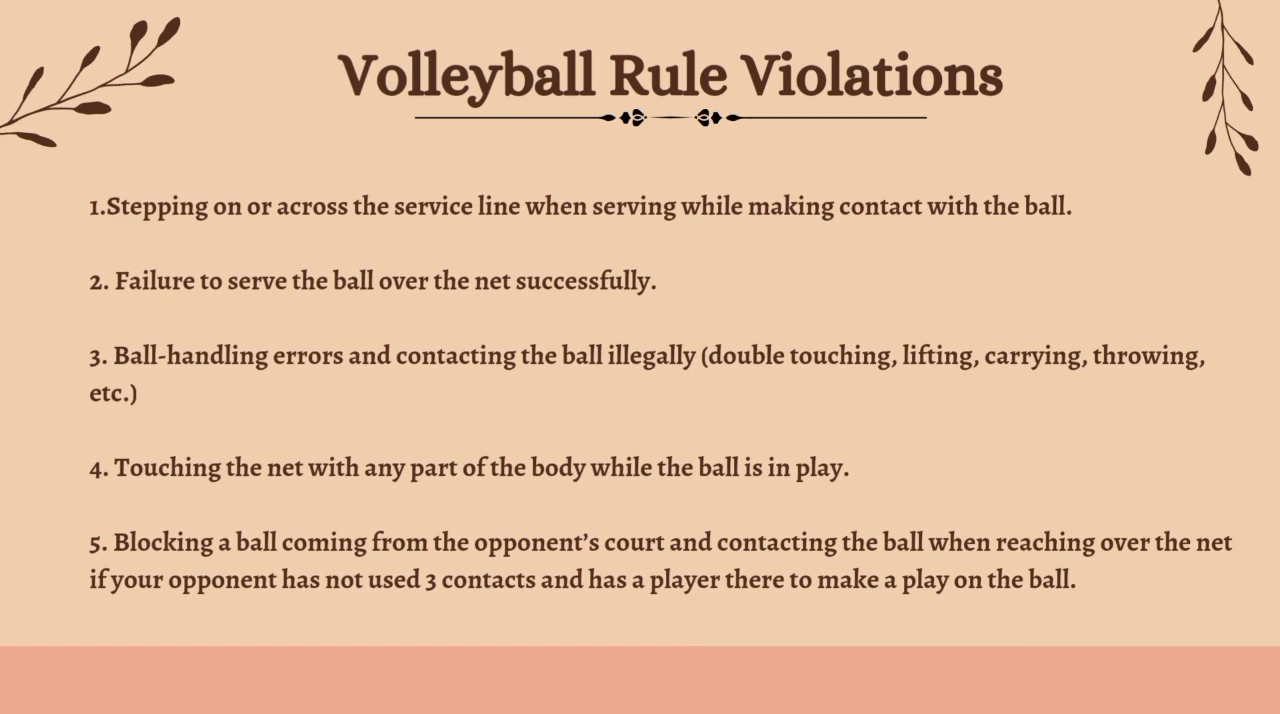 Volleyball Rule Violations
1.Stepping on or across the service line when serving while making contact with the ball.
2. Failure to serve the ball over the net successfully.
3. Ball-handling errors and contacting the ball illegally (double touching, lifting, carrying, throwing,
etc.)
4. Touching the net with any part of the body while the ball is in play.
5. Blocking a ball coming from the opponent’s court and contacting the ball when reaching over the net
if your opponent has not used 3 contacts and has a player there to make a play on the ball.